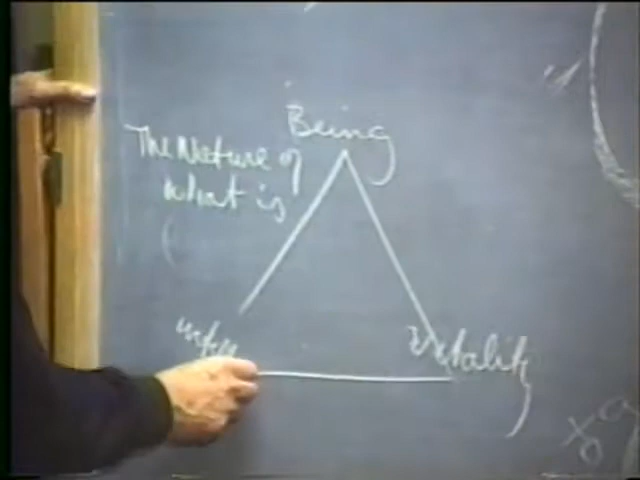 Being
The Nature of
what is
Vitality